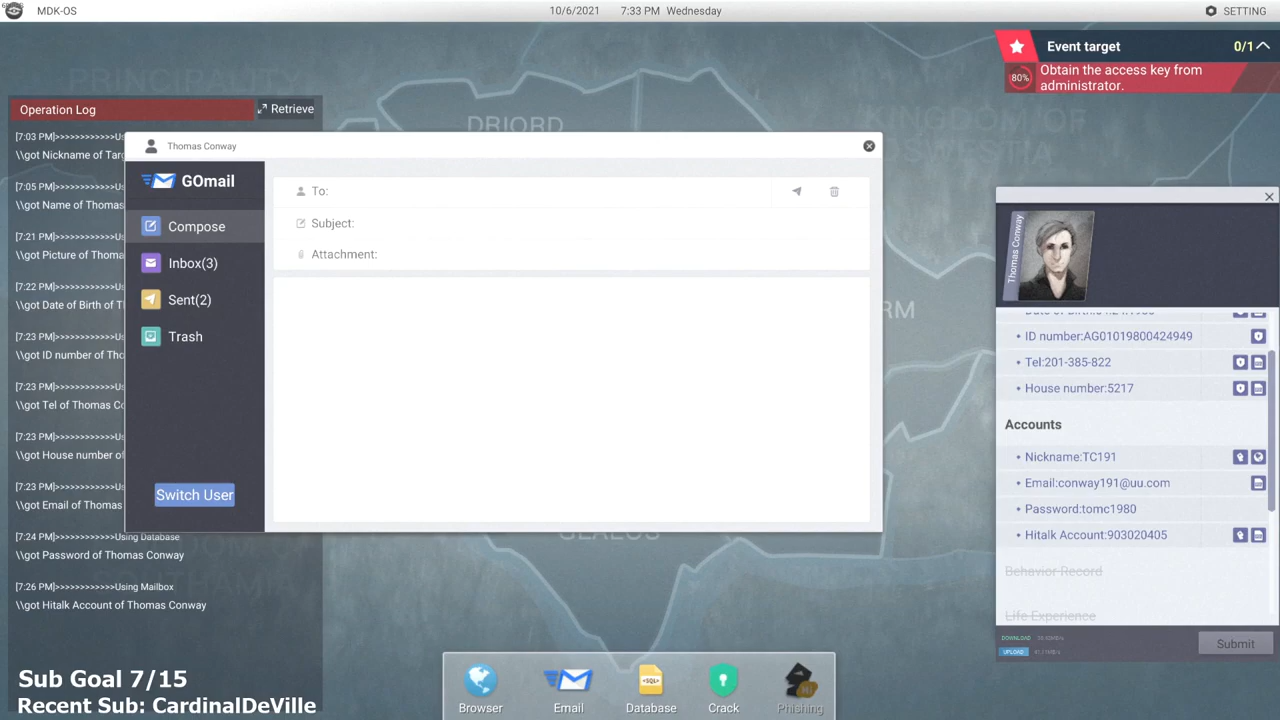 MDK-OS
10/6/2021 7:33 PM Wednesday
SETTING
Event target 0/1
80% Obtain the access key from
administrator.
PRINCIPALITY
DRIORD
KINGDOM OF
Operation Log
Retrieve
[7:03 PM]>>>>>>>>>>>>Us
\\got Nickname of Targ
[7:05 PM]>>>>>>>>>>>>Us
\\got Name of Thomas
[7:21 PM]>>>>>>>>>>>>Us
\\got Picture of Thomas
[7:22 PM]>>>>>>>>>>>>Us
\\got Date of Birth of T
[7:23 PM]>>>>>>>>>>>>Us
\\got ID number of Tho
[7:23 PM]>>>>>>>>>>>>Us
\\got Tel of Thomas Co
[7:23 PM]>>>>>>>>>>>>Us
\\got House number of
[7:23 PM]>>>>>>>>>>>>Us
\\got Email of Thomas
[7:24 PM]>>>>>>>>>>>>Using Database
\\got Password of Thomas Conway
[7:26 PM]>>>>>>>>>>>>Using Mailbox
\\got Hitalk Account of Thomas Conway
Thomas Conway
GOmail
Compose
Inbox(3)
Sent(2)
Trash
Switch User
To:
Subject:
Attachment:
Thomas Conway
ID number:AG01019800424949
Tel:201-385-822
House number:5217
Accounts
Nickname:TC191
Email:conway191@uu.com
Password:tomc1980
Hitalk Account:903020405
Behavior Record
Life Experience
DOWNLOAD
UPLOAD
Submit
Sub Goal 7/15
Recent Sub: CardinalDeVille
Browser
Email
<SQL>
Database
Crack
Phishing